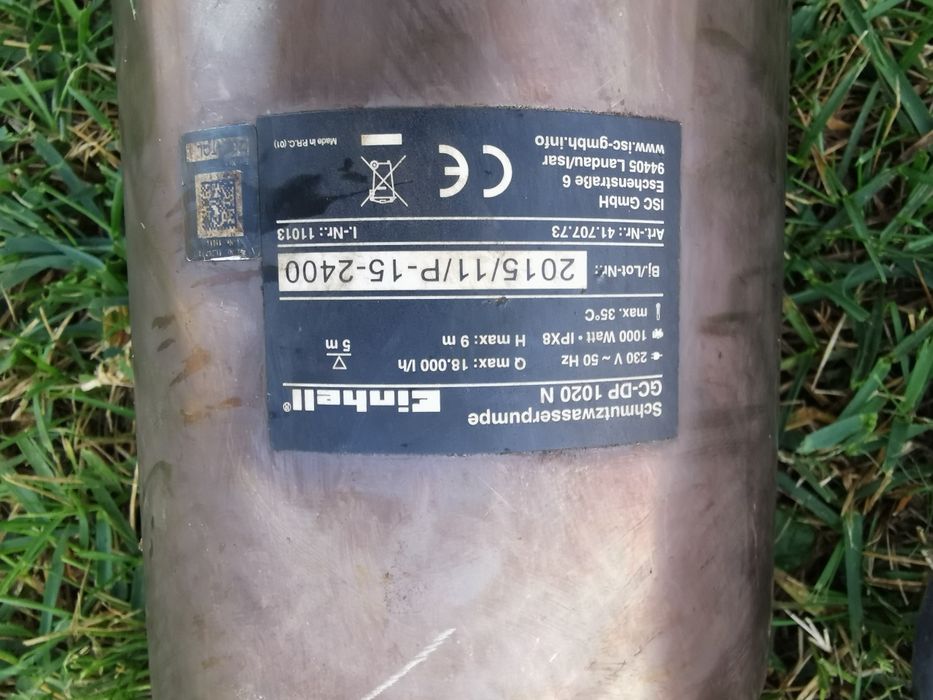 Schmutzwasserpumpe
GC-DP 1020 N
Einhell®
230 V ~ 50 Hz
1000 Watt • IPX8
max. 35°C
Q max: 18.000 l/h
H max: 9 m
5 m
Bj./Lot-Nr.:
2015/11/P-15-2400
Art.-Nr.: 41.707.73
I.-Nr.: 11013
ISC GmbH
Eschenstraße 6
94405 Landau/Isar
www.isc-gmbh.info
CE
Made in P.R.C. (01)